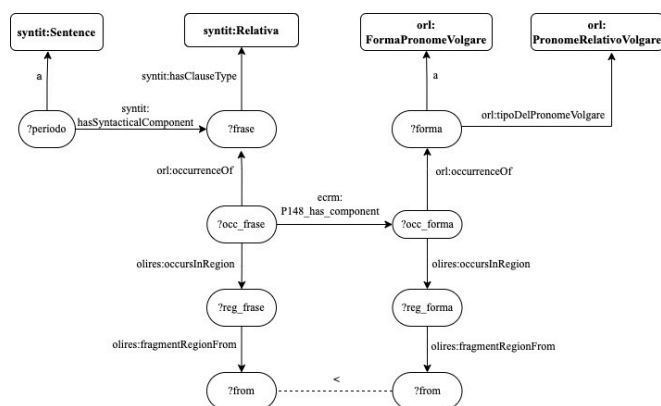 syntit:Sentence
syntit:Relativa
orl:
FormaPronomeVolgare
orl:
PronomeRelativoVolgare
a
syntit:hasClauseType
a
orl:tipoDelPronomeVolgare
?periodo
syntit:
hasSyntacticalComponent
?frase
?forma
orl:occurrenceOf
orl:occurrenceOf
?occ_frase
ecrm:
P148_has_component
?occ_forma
olires:occursInRegion
olires:occursInRegion
?reg_frase
?reg_forma
olires:fragmentRegionFrom
olires:fragmentRegionFrom
?from
<
?from